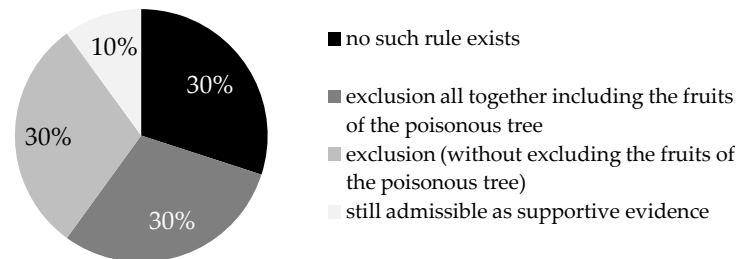 10%
30%
30%
30%
no such rule exists
exclusion all together including the fruits
of the poisonous tree
exclusion (without excluding the fruits of
the poisonous tree)
still admissible as supportive evidence